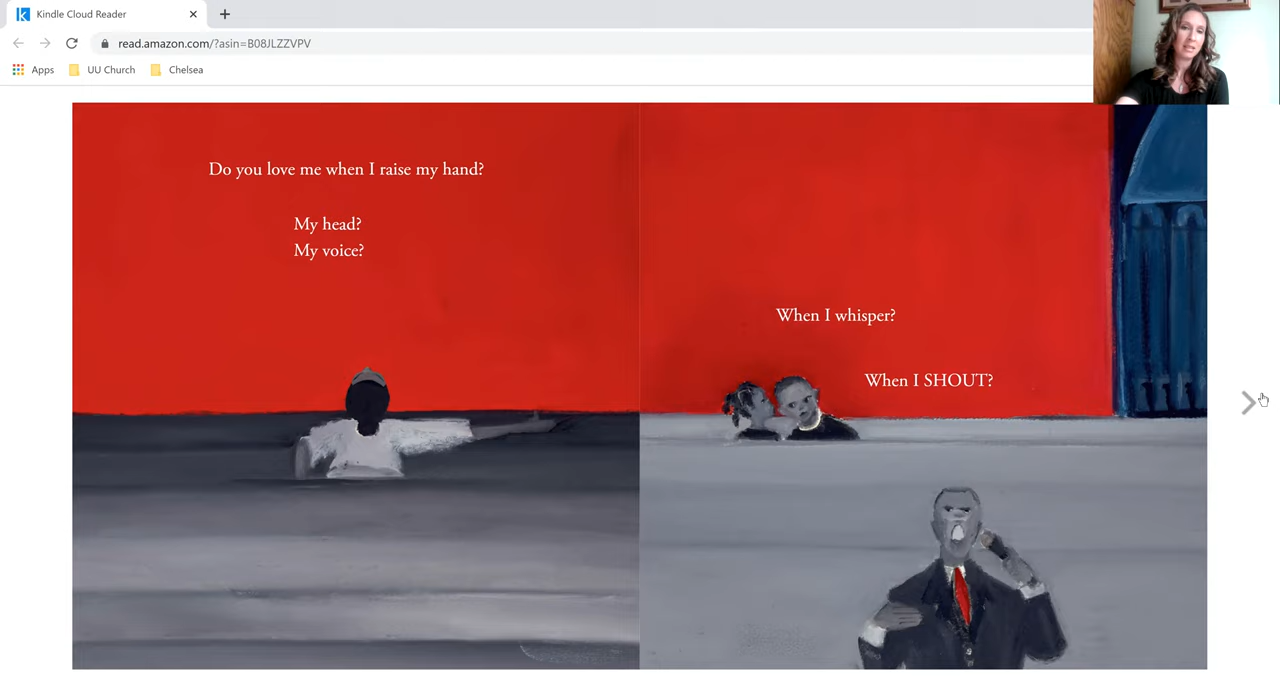 Kindle Cloud Reader
read.amazon.com/?asin=B08JLZZVPV
Apps
UU Church
Chelsea
Do you love me when I raise my hand?
My head?
My voice?
When I whisper?
When I SHOUT?